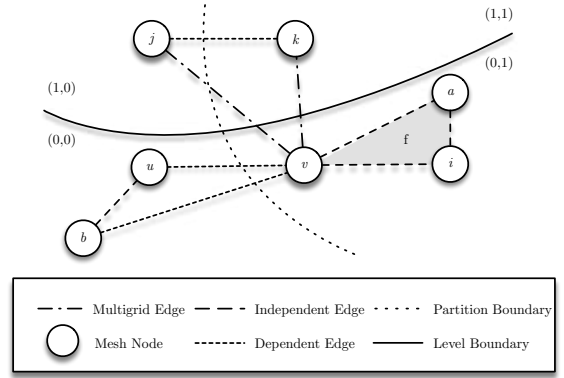 (1,1)
j
k
(0,1)
(1,0)
a
(0,0)
f
u
v
i
b
Multigrid Edge
Independent Edge
Partition Boundary
Mesh Node
Dependent Edge
Level Boundary